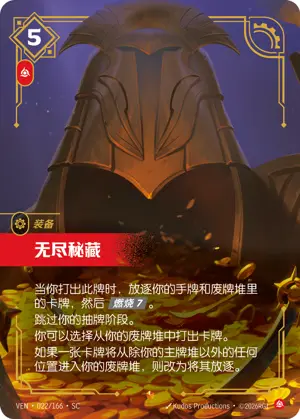 5
装备
无尽秘藏
当你打出此牌时，放逐你的手牌和废牌堆里
的卡牌，然后 燃烧 7 。
跳过你的抽牌阶段。
你可以选择从你的废牌堆中打出卡牌。
如果一张卡牌将从除你的主牌堆以外的任何
位置进入你的废牌堆，则改为将其放逐。
VEN • 022/166 • SC
Kudos Productions • ©2026RGI